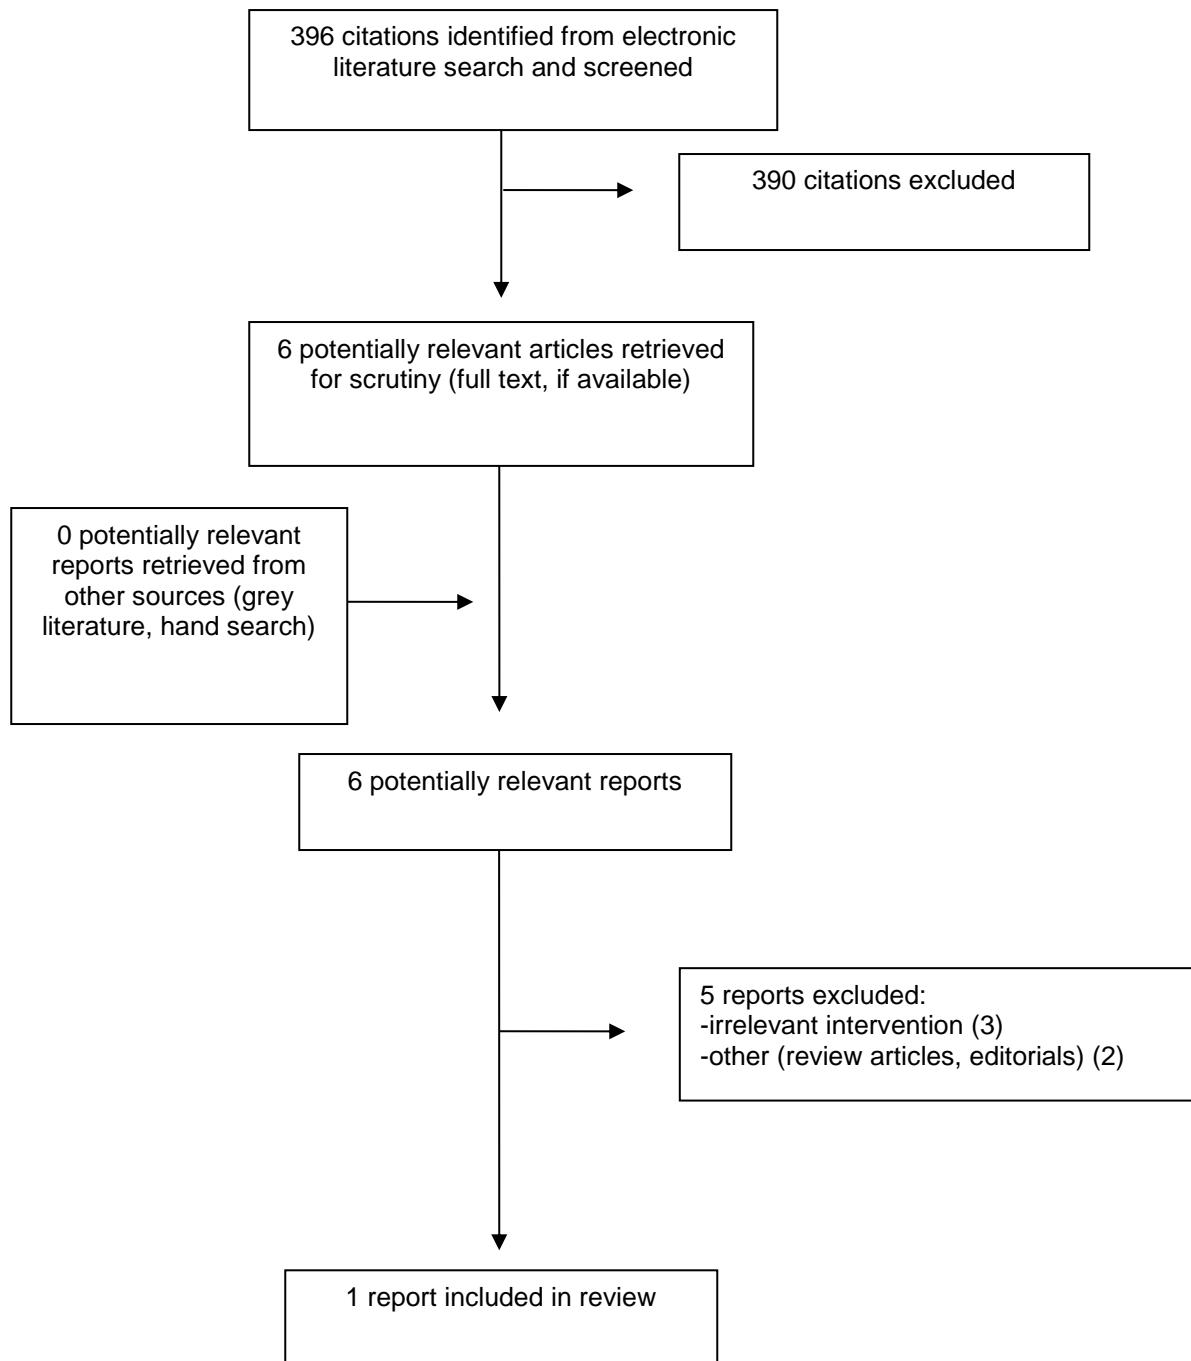 396 citations identified from electronic
literature search and screened
390 citations excluded
6 potentially relevant articles retrieved
for scrutiny (full text, if available)
0 potentially relevant
reports retrieved from
other sources (grey
literature, hand search)
6 potentially relevant reports
5 reports excluded:
-irrelevant intervention (3)
-other (review articles, editorials) (2)
1 report included in review